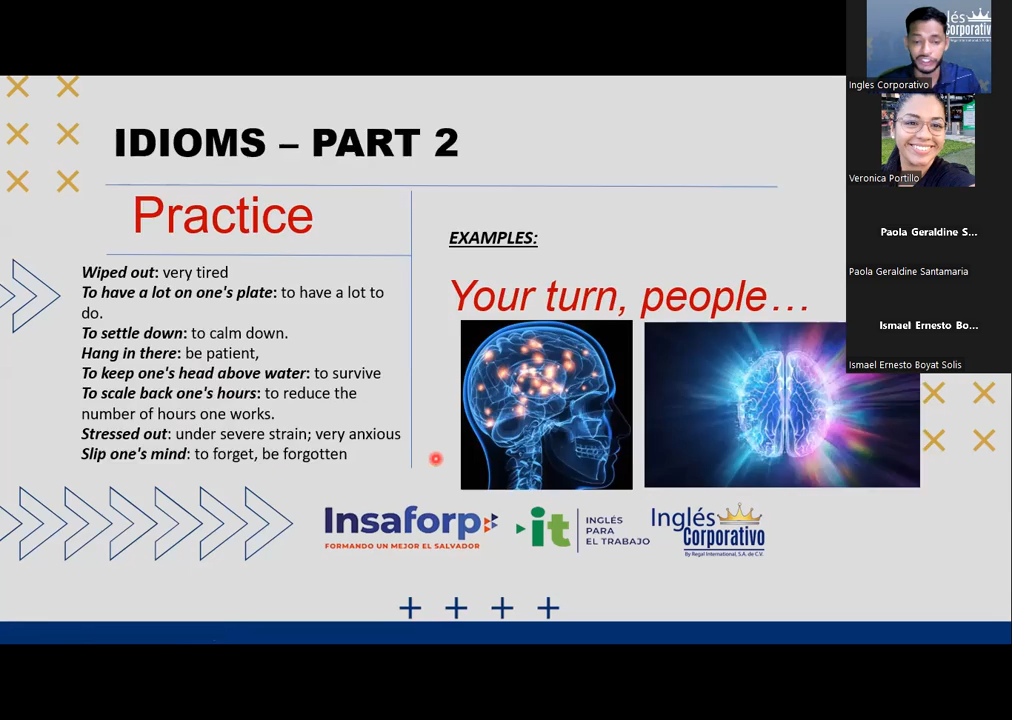 IDIOMS – PART 2
Practice
Wiped out: very tired
To have a lot on one's plate: to have a lot to
do.
To settle down: to calm down.
Hang in there: be patient,
To keep one's head above water: to survive
To scale back one's hours: to reduce the
number of hours one works.
Stressed out: under severe strain; very anxious
Slip one's mind: to forget, be forgotten
EXAMPLES:
Your turn, people…
Insaforp
FORMANDO UN MEJOR EL SALVADOR
it
INGLÉS
PARA
EL TRABAJO
Inglés
Corporativo
By Regal International, S.A. de C.V.
Ingles Corporativo
Veronica Portillo
Paola Geraldine S...
Paola Geraldine Santamaria
Ismael Ernesto Bo...
Ismael Ernesto Boyat Solis